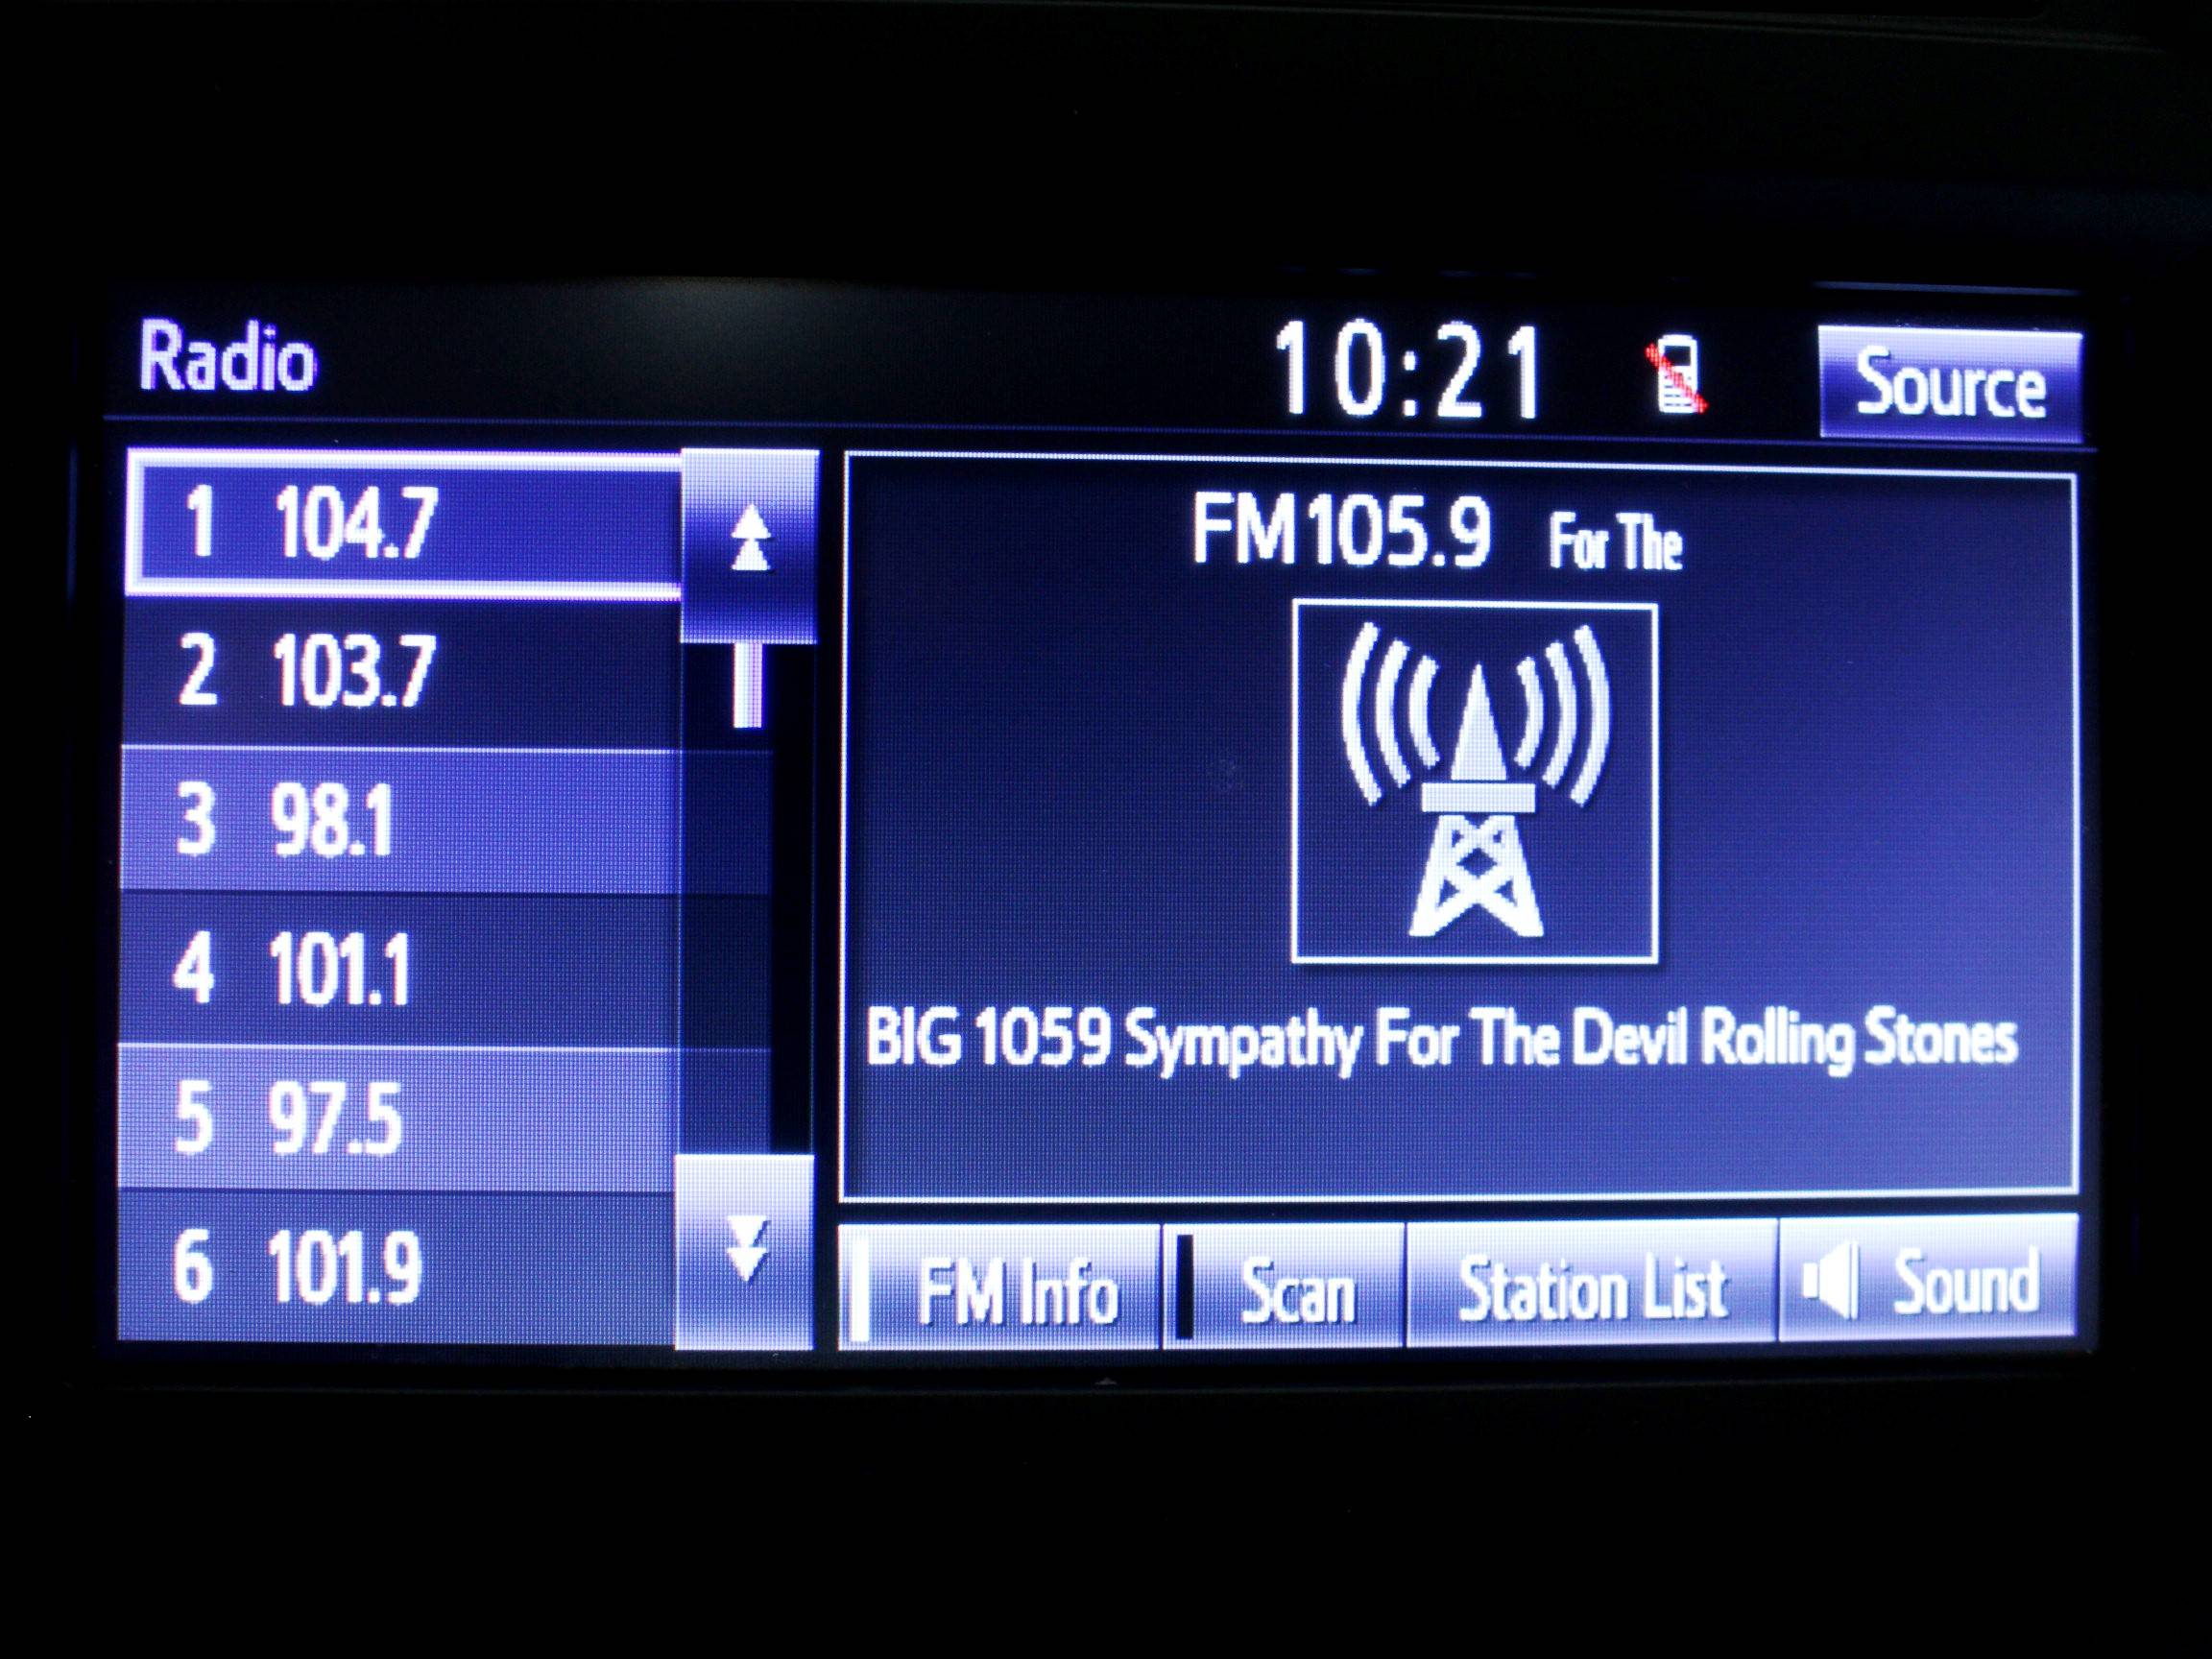 Radio
10:21
Source
1 104.7
2 103.7
3 98.1
4 101.1
5 97.5
6 101.9
FM105.9 For The
BIG 1059 Sympathy For The Devil Rolling Stones
FM Info
Scan
Station List
Sound